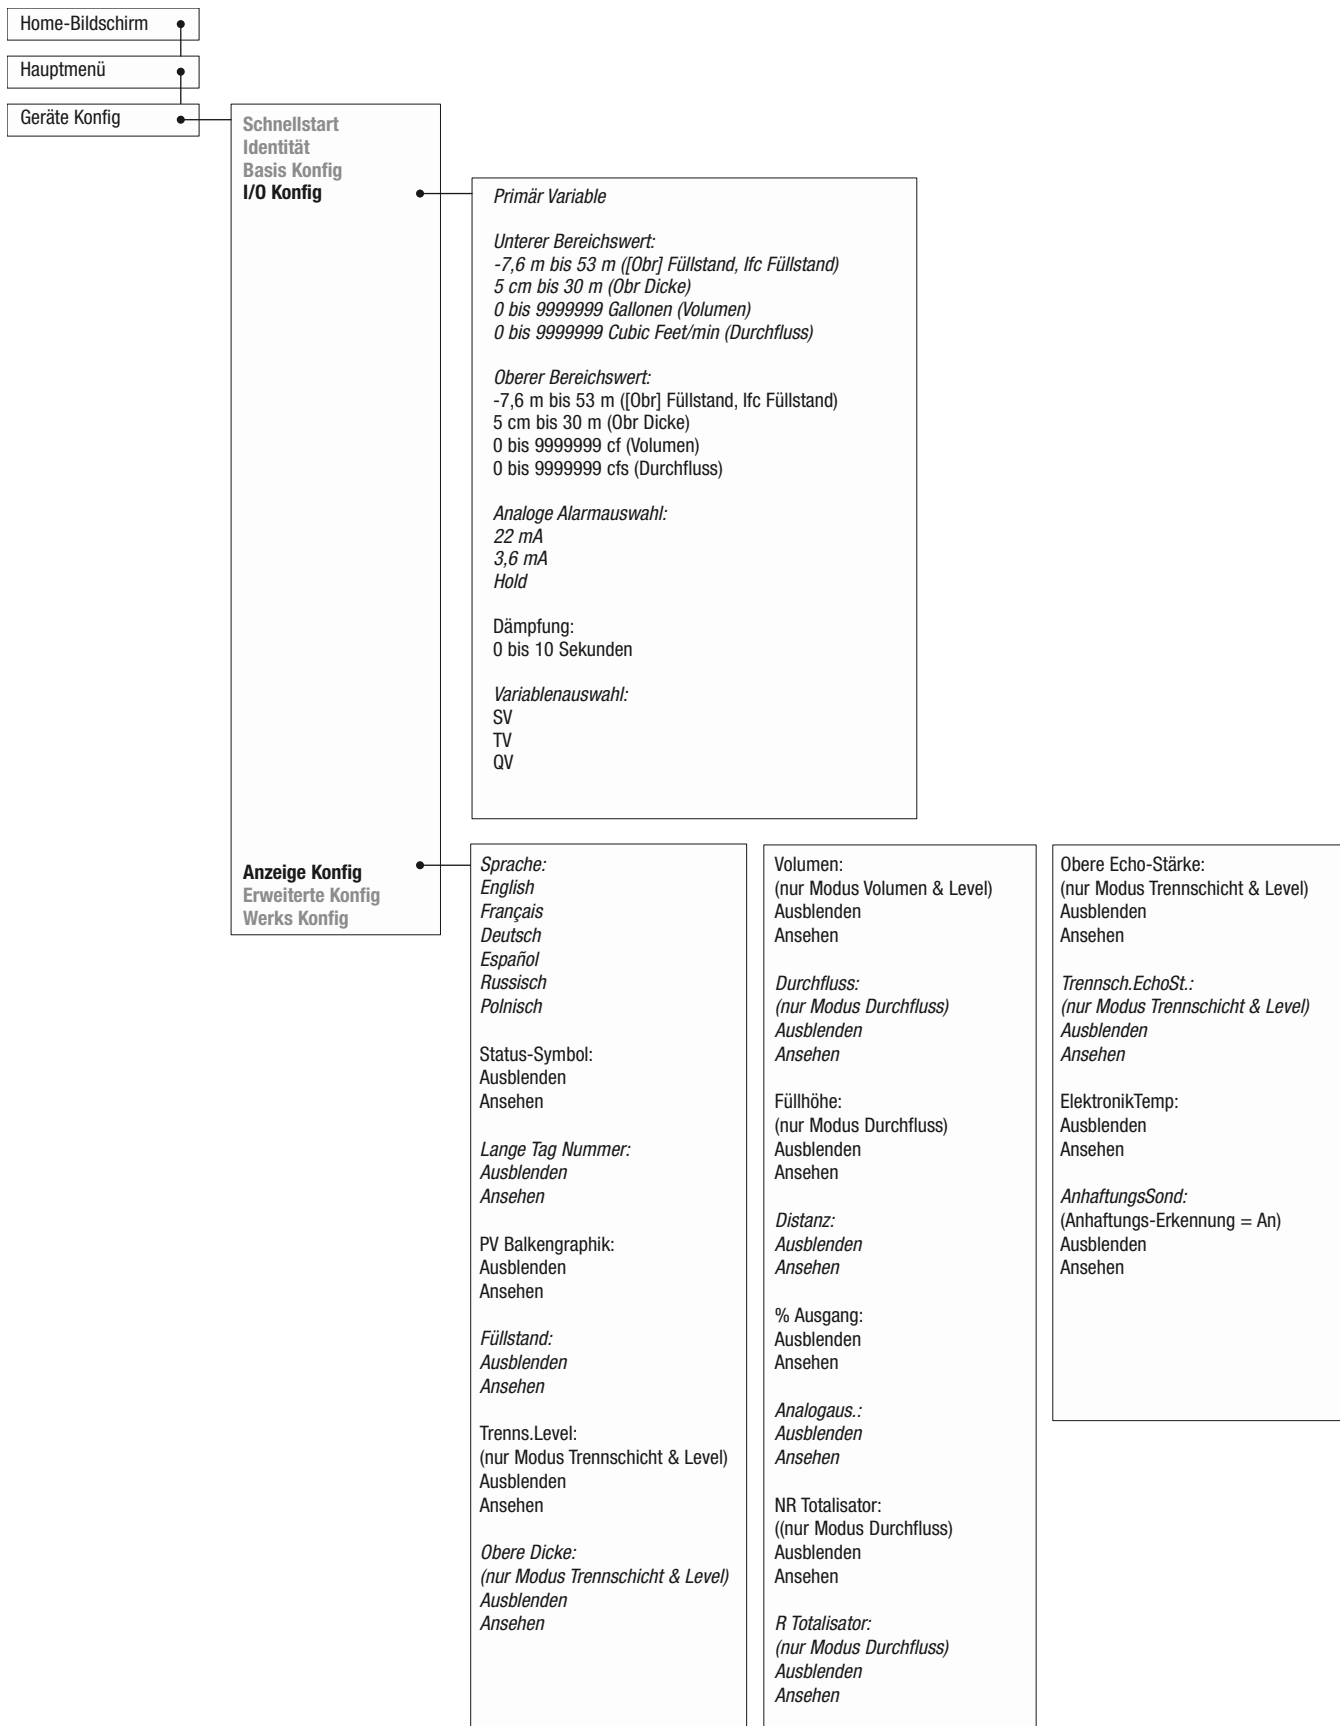 Home-Bildschirm
Hauptmenü
Geräte Konfig
Schnellstart
Identität
Basis Konfig
I/O Konfig
Primär Variable
Unterer Bereichswert:
-7,6 m bis 53 m ([Obr] Füllstand, Ifc Füllstand)
5 cm bis 30 m (Obr Dicke)
0 bis 9999999 Gallonen (Volumen)
0 bis 9999999 Cubic Feet/min (Durchfluss)
Oberer Bereichswert:
-7,6 m bis 53 m ([Obr] Füllstand, Ifc Füllstand)
5 cm bis 30 m (Obr Dicke)
0 bis 9999999 cf (Volumen)
0 bis 9999999 cfs (Durchfluss)
Analoge Alarmauswahl:
22 mA
3,6 mA
Hold
Dämpfung:
0 bis 10 Sekunden
Variablenauswahl:
SV
TV
QV
Anzeige Konfig
Erweiterte Konfig
Werks Konfig
Sprache:
English
Français
Deutsch
Español
Russisch
Polnisch
Status-Symbol:
Ausblenden
Ansehen
Lange Tag Nummer:
Ausblenden
Ansehen
PV Balkengraphik:
Ausblenden
Ansehen
Füllstand:
Ausblenden
Ansehen
Trenns.Level:
(nur Modus Trennschicht & Level)
Ausblenden
Ansehen
Obere Dicke:
(nur Modus Trennschicht & Level)
Ausblenden
Ansehen
Volumen:
(nur Modus Volumen & Level)
Ausblenden
Ansehen
Durchfluss:
(nur Modus Durchfluss)
Ausblenden
Ansehen
Füllhöhe:
(nur Modus Durchfluss)
Ausblenden
Ansehen
Distanz:
Ausblenden
Ansehen
% Ausgang:
Ausblenden
Ansehen
Analogaus.:
Ausblenden
Ansehen
NR Totalisator:
((nur Modus Durchfluss)
Ausblenden
Ansehen
R Totalisator:
(nur Modus Durchfluss)
Ausblenden
Ansehen
Obere Echo-Stärke:
(nur Modus Trennschicht & Level)
Ausblenden
Ansehen
Trennsch.EchoSt.:
(nur Modus Trennschicht & Level)
Ausblenden
Ansehen
ElektronikTemp:
Ausblenden
Ansehen
AnhaftungsSond:
(Anhaftungs-Erkennung = An)
Ausblenden
Ansehen